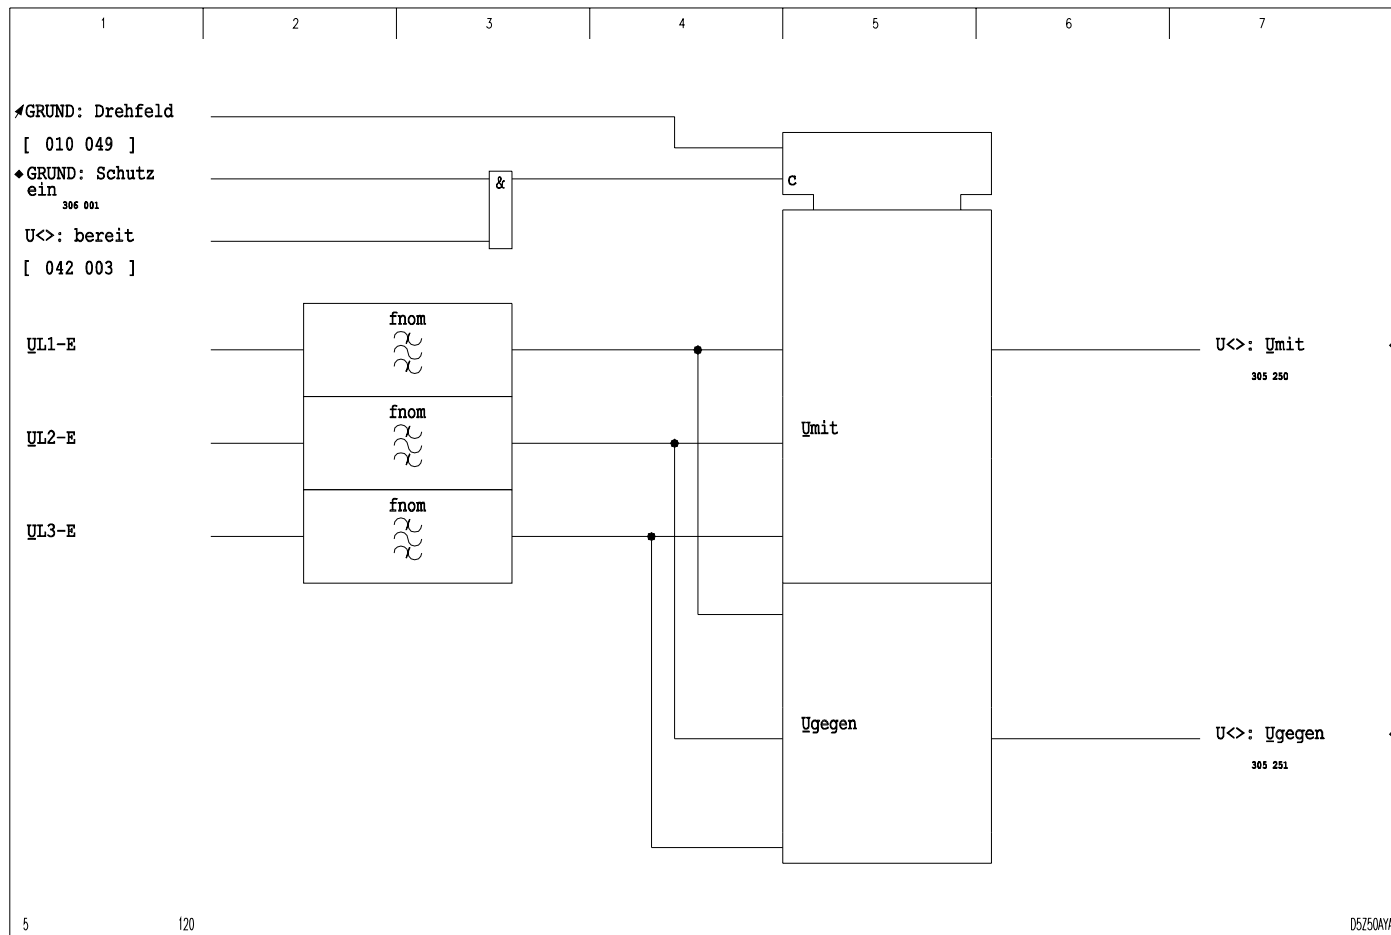 1 2 3 4 5 6 7
GRUND: Drehfeld
[ 010 049 ]
GRUND: Schutz
ein
306 001
&
C
U<>: bereit
[ 042 003 ]
fnom
UL1-E
U<>: Umit
305 250
fnom
UL2-E
Umit
fnom
UL3-E
Ugegen
U<>: Ugegen
305 251
5 120